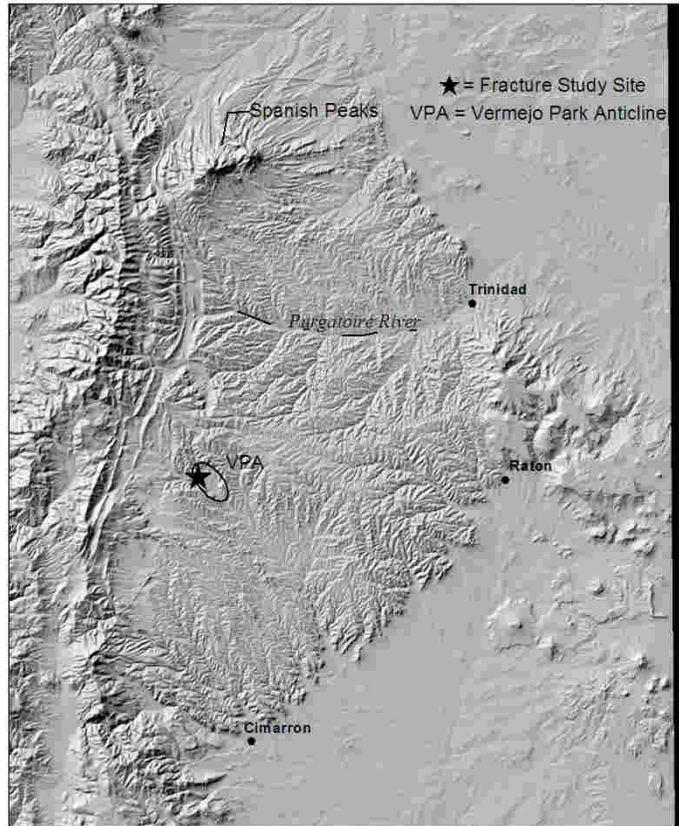 ★ = Fracture Study Site
VPA = Vermejo Park Anticline
Spanish Peaks
Trinidad
Purgatoire River
VPA
Raton
Cimarron